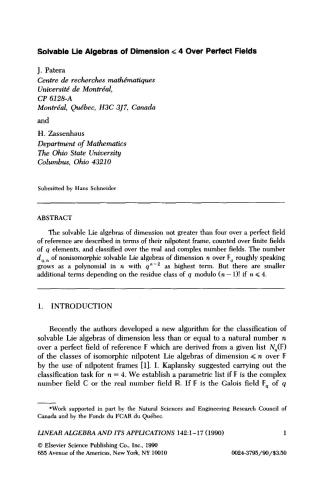 Solvable Lie Algebras of Dimension ≤ 4 Over Perfect Fields
J. Patera
Centre de recherches mathématiques
Université de Montréal,
CP 6128-A
Montréal, Québec, H3C 3J7, Canada
and
H. Zassenhaus
Department of Mathematics
The Ohio State University
Columbus, Ohio 43210
Submitted by Hans Schneider
ABSTRACT
The solvable Lie algebras of dimension not greater than four over a perfect field
of reference are described in terms of their nilpotent frame, counted over finite fields
of q elements, and classified over the real and complex number fields. The number
d_{q,n} of nonisomorphic solvable Lie algebras of dimension n over F_q roughly speaking
grows as a polynomial in n with q^{n-2} as highest term. But there are smaller
additional terms depending on the residue class of q modulo (n − 1)! if n ≤ 4.
1. INTRODUCTION
Recently the authors developed a new algorithm for the classification of
solvable Lie algebras of dimension less than or equal to a natural number n
over a perfect field of reference F which are derived from a given list N_n(F)
of the classes of isomorphic nilpotent Lie algebras of dimension ≤ n over F
by the use of nilpotent frames [1]. I. Kaplansky suggested carrying out the
classification task for n = 4. We establish a parametric list if F is the complex
number field C or the real number field R. If F is the Galois field F_q of q
*Work supported in part by the Natural Sciences and Engineering Research Council of
Canada and by the Fonds du FCAR du Québec.
LINEAR ALGEBRA AND ITS APPLICATIONS 142:1-17 (1990) 1
© Elsevier Science Publishing Co., Inc., 1990
655 Avenue of the Americas, New York, NY 10010 0024-3795/90/$3.50